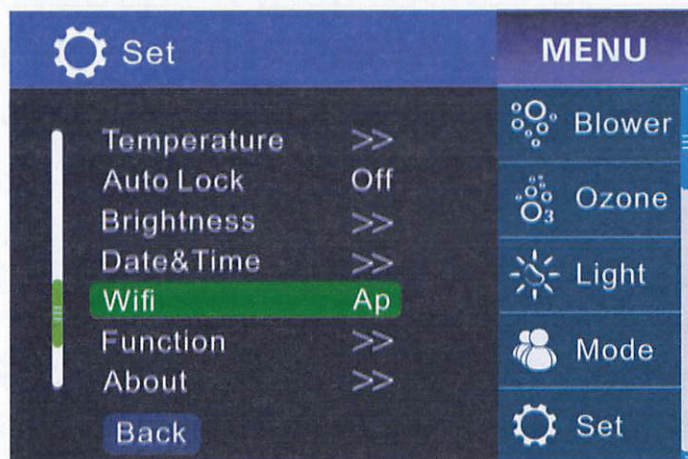 Set
Temperature >>
Auto Lock Off
Brightness >>
Date&Time >>
Wifi Ap
Function >>
About >>
Back
MENU
Blower
O3 Ozone
Light
Mode
Set